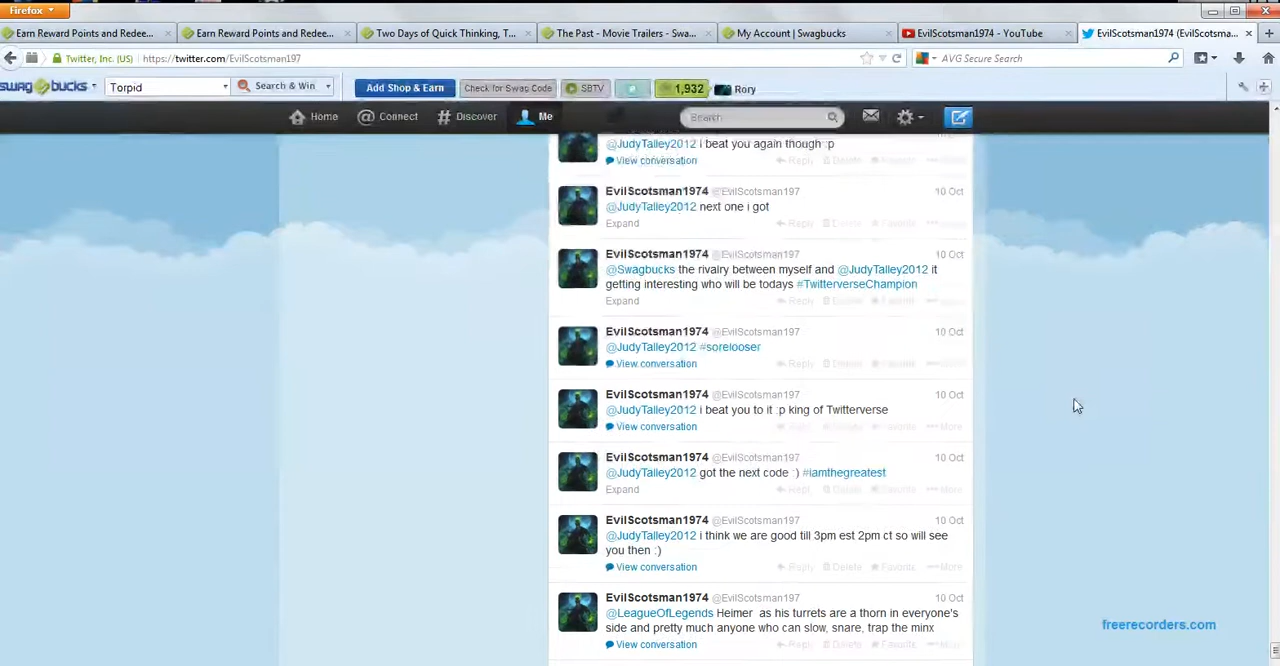 Firefox
Earn Reward Points and Redee...
Earn Reward Points and Redee...
Two Days of Quick Thinking, T...
The Past - Movie Trailers - Swa...
My Account | Swagbucks
EvilScotsman1974 - YouTube
EvilScotsman1974 (EvilScotsma...
Twitter, Inc. (US) https://twitter.com/EvilScotsman197
AVG Secure Search
swagbucks Torpid Search & Win Add Shop & Earn Check for Swag Code SBTV 1,932 Rory
Home @ Connect # Discover Me Search
@JudyTalley2012 i beat you again though :p
View conversation Reply Delete Favorite
EvilScotsman1974 @EvilScotsman197 10 Oct
@JudyTalley2012 next one i got
Expand Reply Delete Favorite
EvilScotsman1974 @EvilScotsman197 10 Oct
@Swagbucks the rivalry between myself and @JudyTalley2012 it
getting interesting who will be todays #TwitterverseChampion
Expand Reply Delete Favorite
EvilScotsman1974 @EvilScotsman197 10 Oct
@JudyTalley2012 #sorelooser
View conversation Reply Delete Favorite
EvilScotsman1974 @EvilScotsman197 10 Oct
@JudyTalley2012 i beat you to it :p king of Twitterverse
View conversation Reply Delete Favorite More
EvilScotsman1974 @EvilScotsman197 10 Oct
@JudyTalley2012 got the next code :) #iamthegreatest
Expand Reply Delete Favorite More
EvilScotsman1974 @EvilScotsman197 10 Oct
@JudyTalley2012 i think we are good till 3pm est 2pm ct so will see
you then :)
View conversation Reply Delete Favorite More
EvilScotsman1974 @EvilScotsman197 10 Oct
@LeagueOfLegends Heimer as his turrets are a thorn in everyone's
side and pretty much anyone who can slow, snare, trap the minx
View conversation Reply Delete Favorite More
freerecorders.com